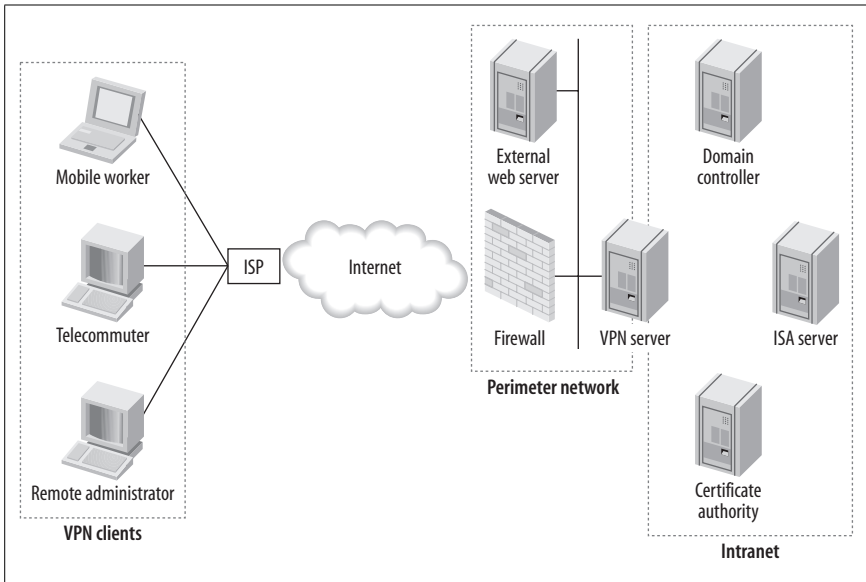 Mobile worker
Telecommuter
Remote administrator
VPN clients
ISP
Internet
External
web server
Firewall
VPN server
Perimeter network
Domain
controller
ISA server
Certificate
authority
Intranet